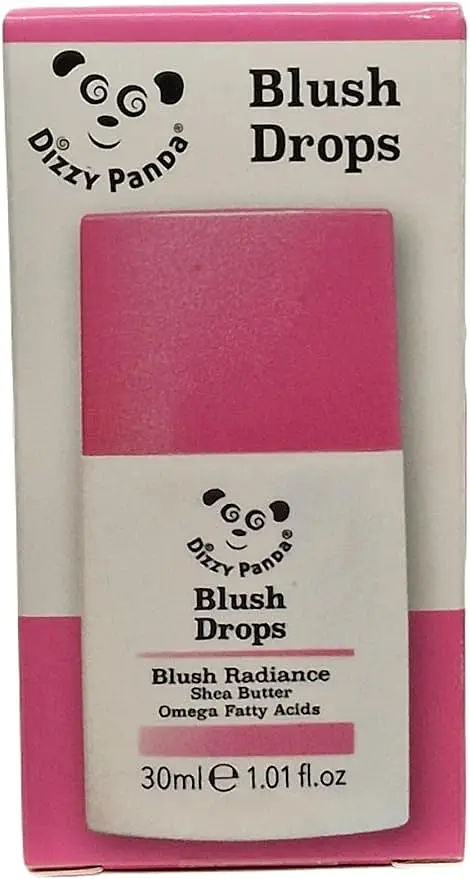 Blush
Drops
Dizzy Panda®
Dizzy Panda®
Blush
Drops
Blush Radiance
Shea Butter
Omega Fatty Acids
30ml ℮ 1.01 fl.oz